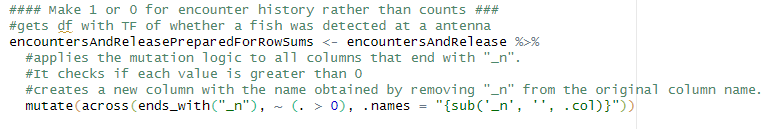 #### Make 1 or 0 for encounter history rather than counts ###
#gets df with TF of whether a fish was detected at a antenna
encountersAndReleasePreparedForRowSums <- encountersAndRelease %>%
  #applies the mutation logic to all columns that end with "_n".
  #It checks if each value is greater than 0
  #creates a new column with the name obtained by removing "_n" from the original column name.
  mutate(across(ends_with("_n"), ~ (. > 0), .names = "{sub('_n', '', .col)}"))